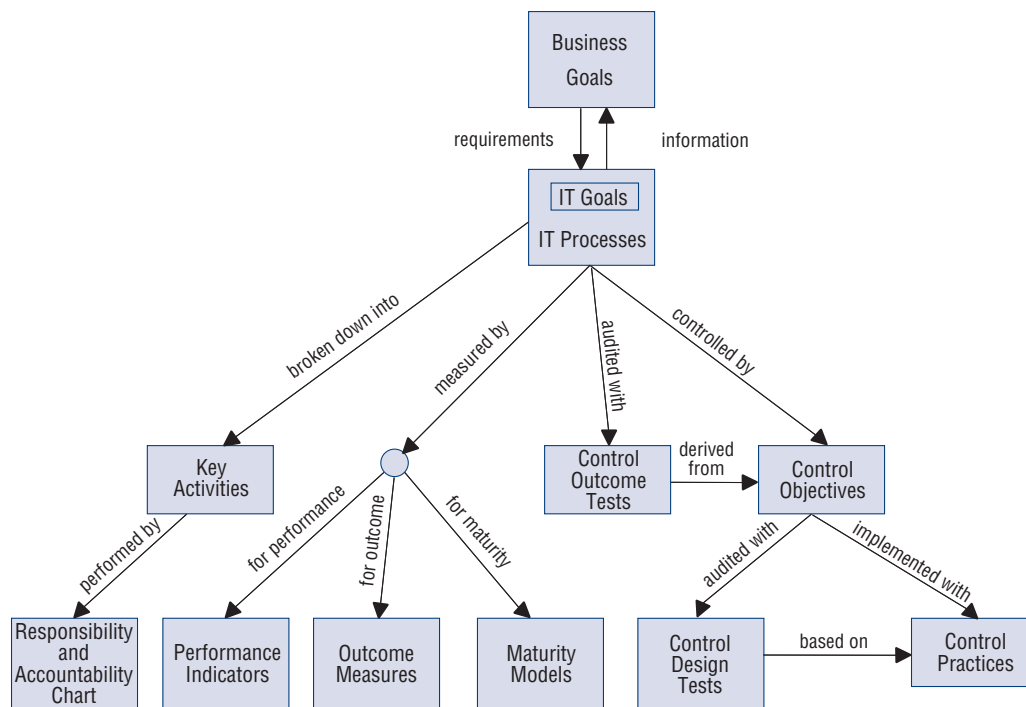 Business
Goals
requirements
information
IT Goals
IT Processes
broken down into
measured by
audited with
controlled by
Key
Activities
Control
Outcome
Tests
derived
from
Control
Objectives
performed by
for performance
for outcome
for maturity
audited with
implemented with
Responsibility
and
Accountability
Chart
Performance
Indicators
Outcome
Measures
Maturity
Models
Control
Design
Tests
based on
Control
Practices